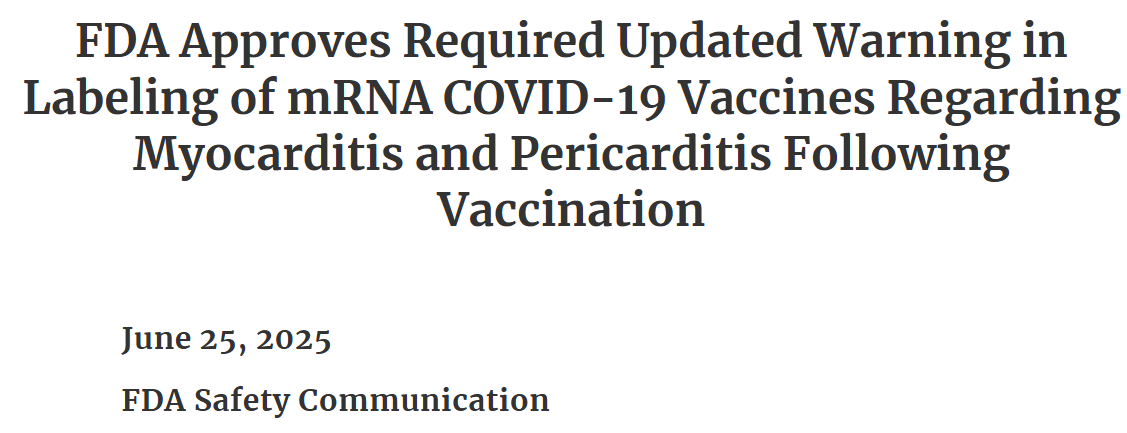 FDA Approves Required Updated Warning in
Labeling of mRNA COVID-19 Vaccines Regarding
Myocarditis and Pericarditis Following
Vaccination
June 25, 2025
FDA Safety Communication